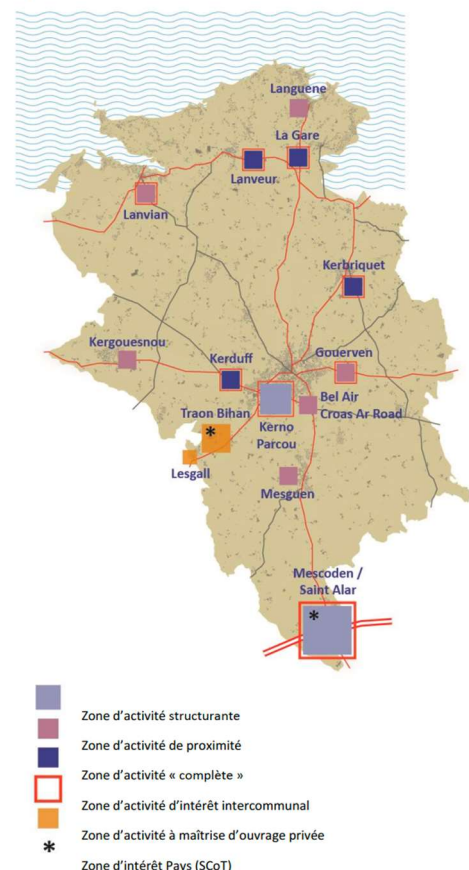 Languene
La Gare
Lanveur
Lanvian
Kerbriquet
Kergouesnou
Kerduff
Gouerven
Bel Air
Croas Ar Road
Traon Bihan
*
Kerno
Parcou
Lesgall
Mesguen
Mescoden /
Saint Alar
*
Zone d'activité structurante
Zone d'activité de proximité
Zone d'activité « complète »
Zone d'activité d'intérêt intercommunal
Zone d'activité à maîtrise d'ouvrage privée
*
Zone d'intérêt Pays (SCoT)